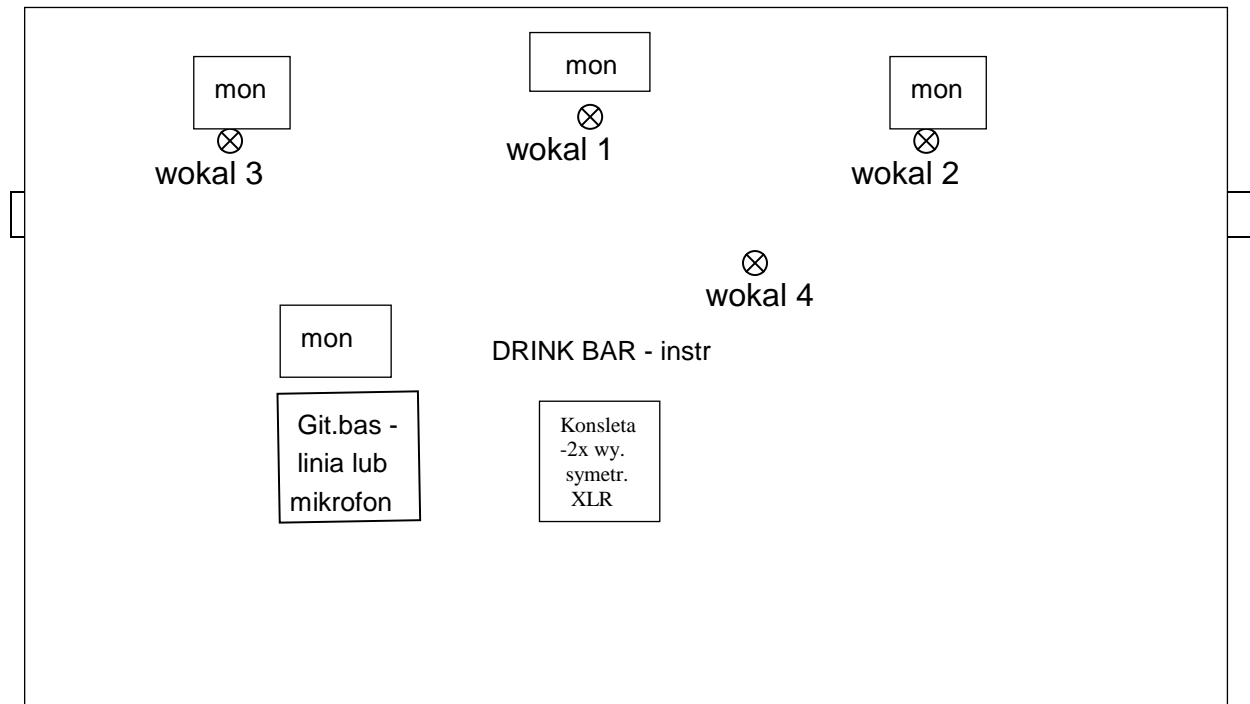 mon
mon
mon
wokal 3
wokal 1
wokal 2
wokal 4
mon
DRINK BAR - instr
Git.bas -
linia lub
mikrofon
Konsleta
-2x wy.
symetr.
XLR